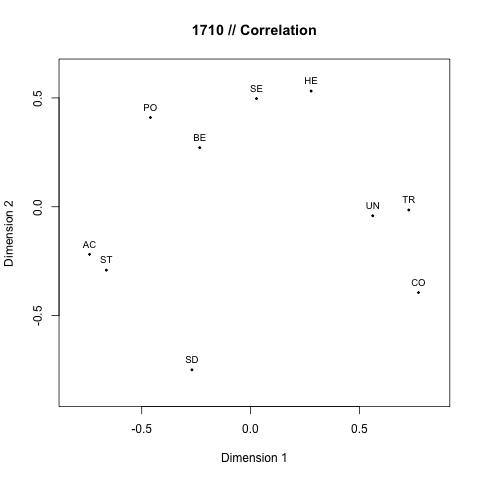 1710 // Correlation
HE
SE
PO
BE
TR
UN
AC
ST
CO
SD
0.5
0.0
-0.5
Dimension 2
-0.5 0.0 0.5
Dimension 1